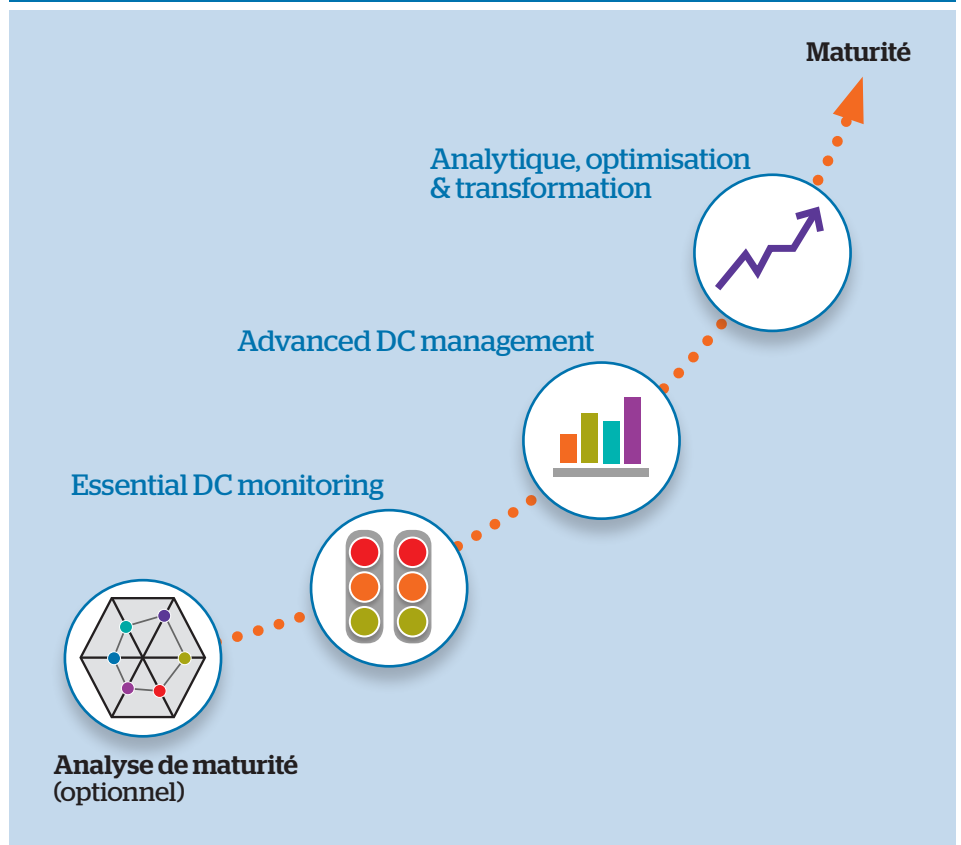 Maturité
Analytique, optimisation
& transformation
Advanced DC management
Essential DC monitoring
Analyse de maturité
(optionnel)